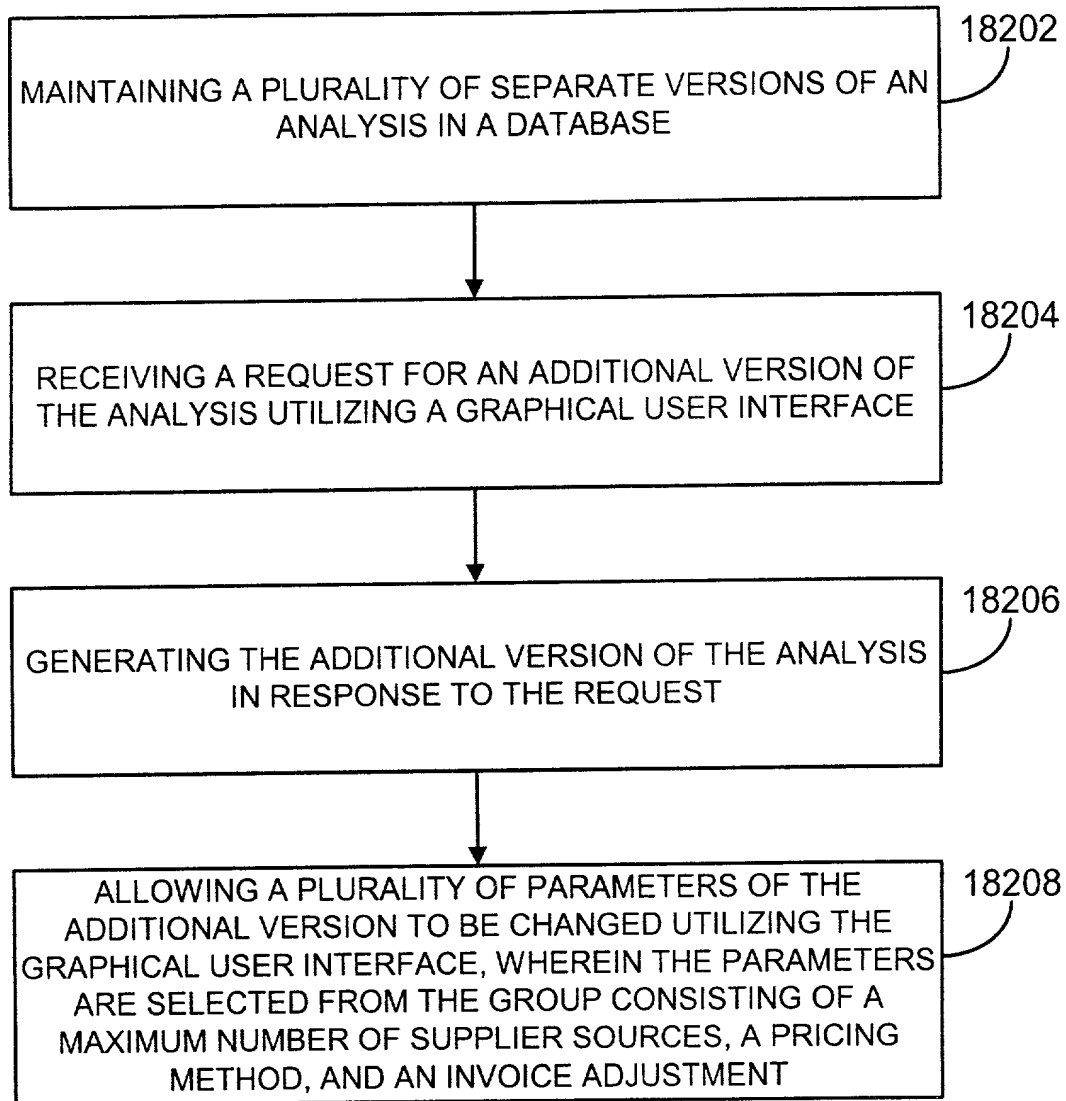 18202
MAINTAINING A PLURALITY OF SEPARATE VERSIONS OF AN
ANALYSIS IN A DATABASE
18204
RECEIVING A REQUEST FOR AN ADDITIONAL VERSION OF
THE ANALYSIS UTILIZING A GRAPHICAL USER INTERFACE
18206
GENERATING THE ADDITIONAL VERSION OF THE ANALYSIS
IN RESPONSE TO THE REQUEST
18208
ALLOWING A PLURALITY OF PARAMETERS OF THE
ADDITIONAL VERSION TO BE CHANGED UTILIZING THE
GRAPHICAL USER INTERFACE, WHEREIN THE PARAMETERS
ARE SELECTED FROM THE GROUP CONSISTING OF A
MAXIMUM NUMBER OF SUPPLIER SOURCES, A PRICING
METHOD, AND AN INVOICE ADJUSTMENT